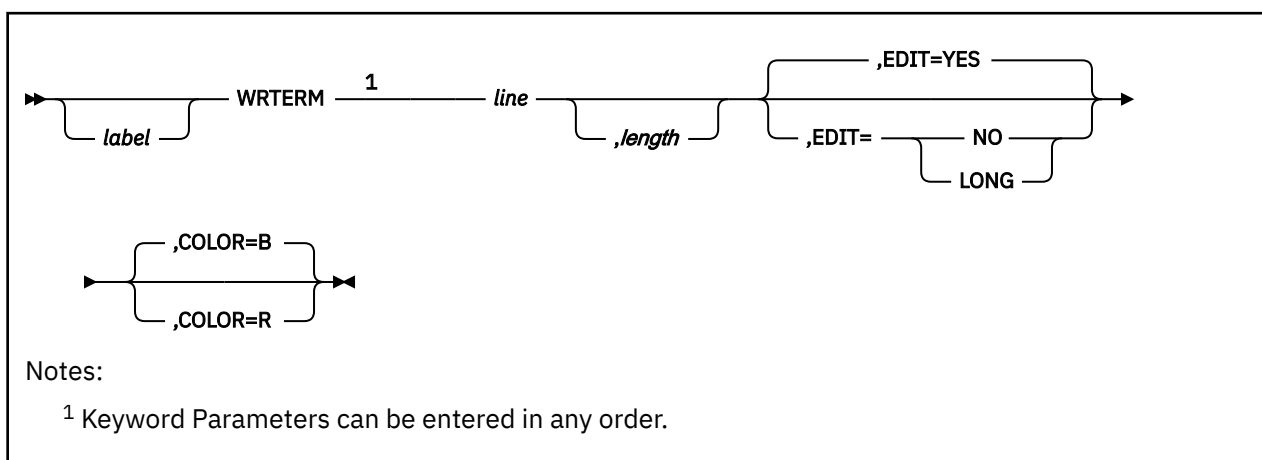 ,EDIT=YES
WRTERM 1 line
label
,length
,EDIT= NO
LONG
,COLOR=B
,COLOR=R
Notes:
1 Keyword Parameters can be entered in any order.